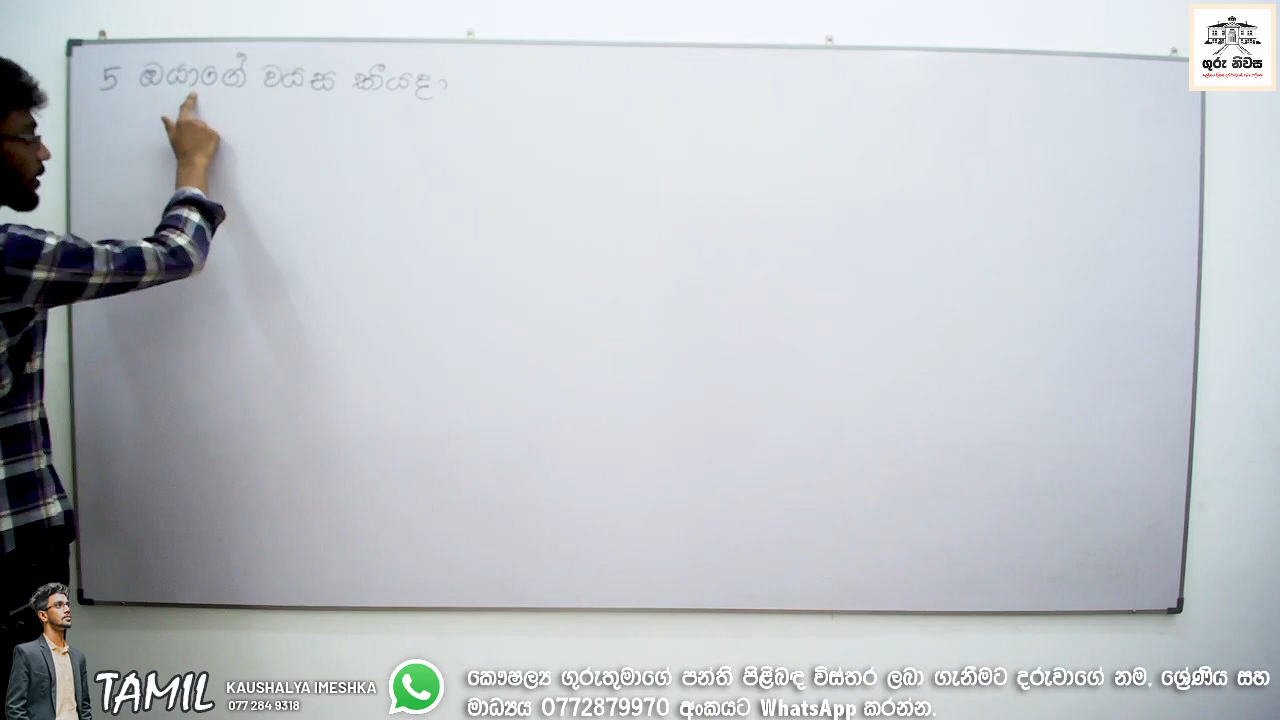 5 ඔයාගේ වයස කීයද?
ගුරු නිවස
TAMIL
KAUSHALYA IMESHKA
077 284 9318
කෞෂල්‍ය ගුරුතුමාගේ පන්ති පිළිබඳ විස්තර ලබා ගැනීමට දරුවාගේ නම, ශ්‍රේණිය සහ
මාධ්‍යය 0772879970 අංකයට WhatsApp කරන්න.